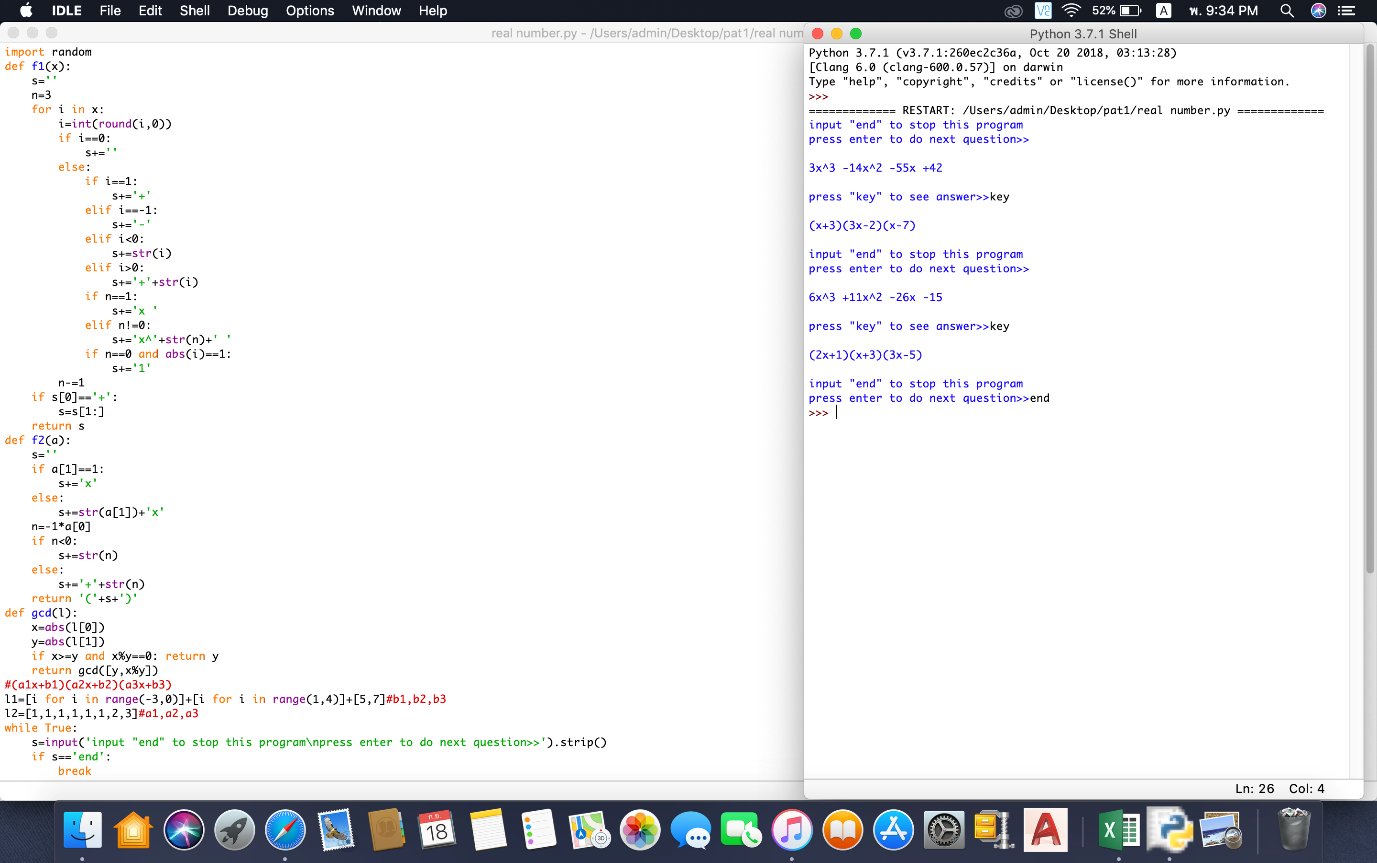 IDLE File Edit Shell Debug Options Window Help 52% A พ. 9:34 PM
real number.py - /Users/admin/Desktop/pat1/real num
import random
def f1(x):
    s=''
    n=3
    for i in x:
        i=int(round(i,0))
        if i==0:
            s+=''
        else:
            if i==1:
                s+='+'
            elif i==-1:
                s+='-'
            elif i<0:
                s+=str(i)
            elif i>0:
                s+='+'+str(i)
            if n==1:
                s+='x '
            elif n!=0:
                s+='x^'+str(n)+' '
            if n==0 and abs(i)==1:
                s+='1'
        n-=1
    if s[0]=='+':
        s=s[1:]
    return s
def f2(a):
    s=''
    if a[1]==1:
        s+='x'
    else:
        s+=str(a[1])+'x'
    n=-1*a[0]
    if n<0:
        s+=str(n)
    else:
        s+='+'+str(n)
    return '('+s+')'
def gcd(l):
    x=abs(l[0])
    y=abs(l[1])
    if x>=y and x%y==0: return y
    return gcd([y,x%y])
#(a1x+b1)(a2x+b2)(a3x+b3)
l1=[i for i in range(-3,0)]+[i for i in range(1,4)]+[5,7]#b1,b2,b3
l2=[1,1,1,1,1,1,2,3]#a1,a2,a3
while True:
    s=input('input "end" to stop this program\npress enter to do next question>>').strip()
    if s=='end':
        break
Python 3.7.1 Shell
Python 3.7.1 (v3.7.1:260ec2c36a, Oct 20 2018, 03:13:28)
[Clang 6.0 (clang-600.0.57)] on darwin
Type "help", "copyright", "credits" or "license()" for more information.
>>>
============= RESTART: /Users/admin/Desktop/pat1/real number.py =============
input "end" to stop this program
press enter to do next question>>
3x^3 -14x^2 -55x +42
press "key" to see answer>>key
(x+3)(3x-2)(x-7)
input "end" to stop this program
press enter to do next question>>
6x^3 +11x^2 -26x -15
press "key" to see answer>>key
(2x+1)(x+3)(3x-5)
input "end" to stop this program
press enter to do next question>>end
>>>
Ln: 26 Col: 4
18